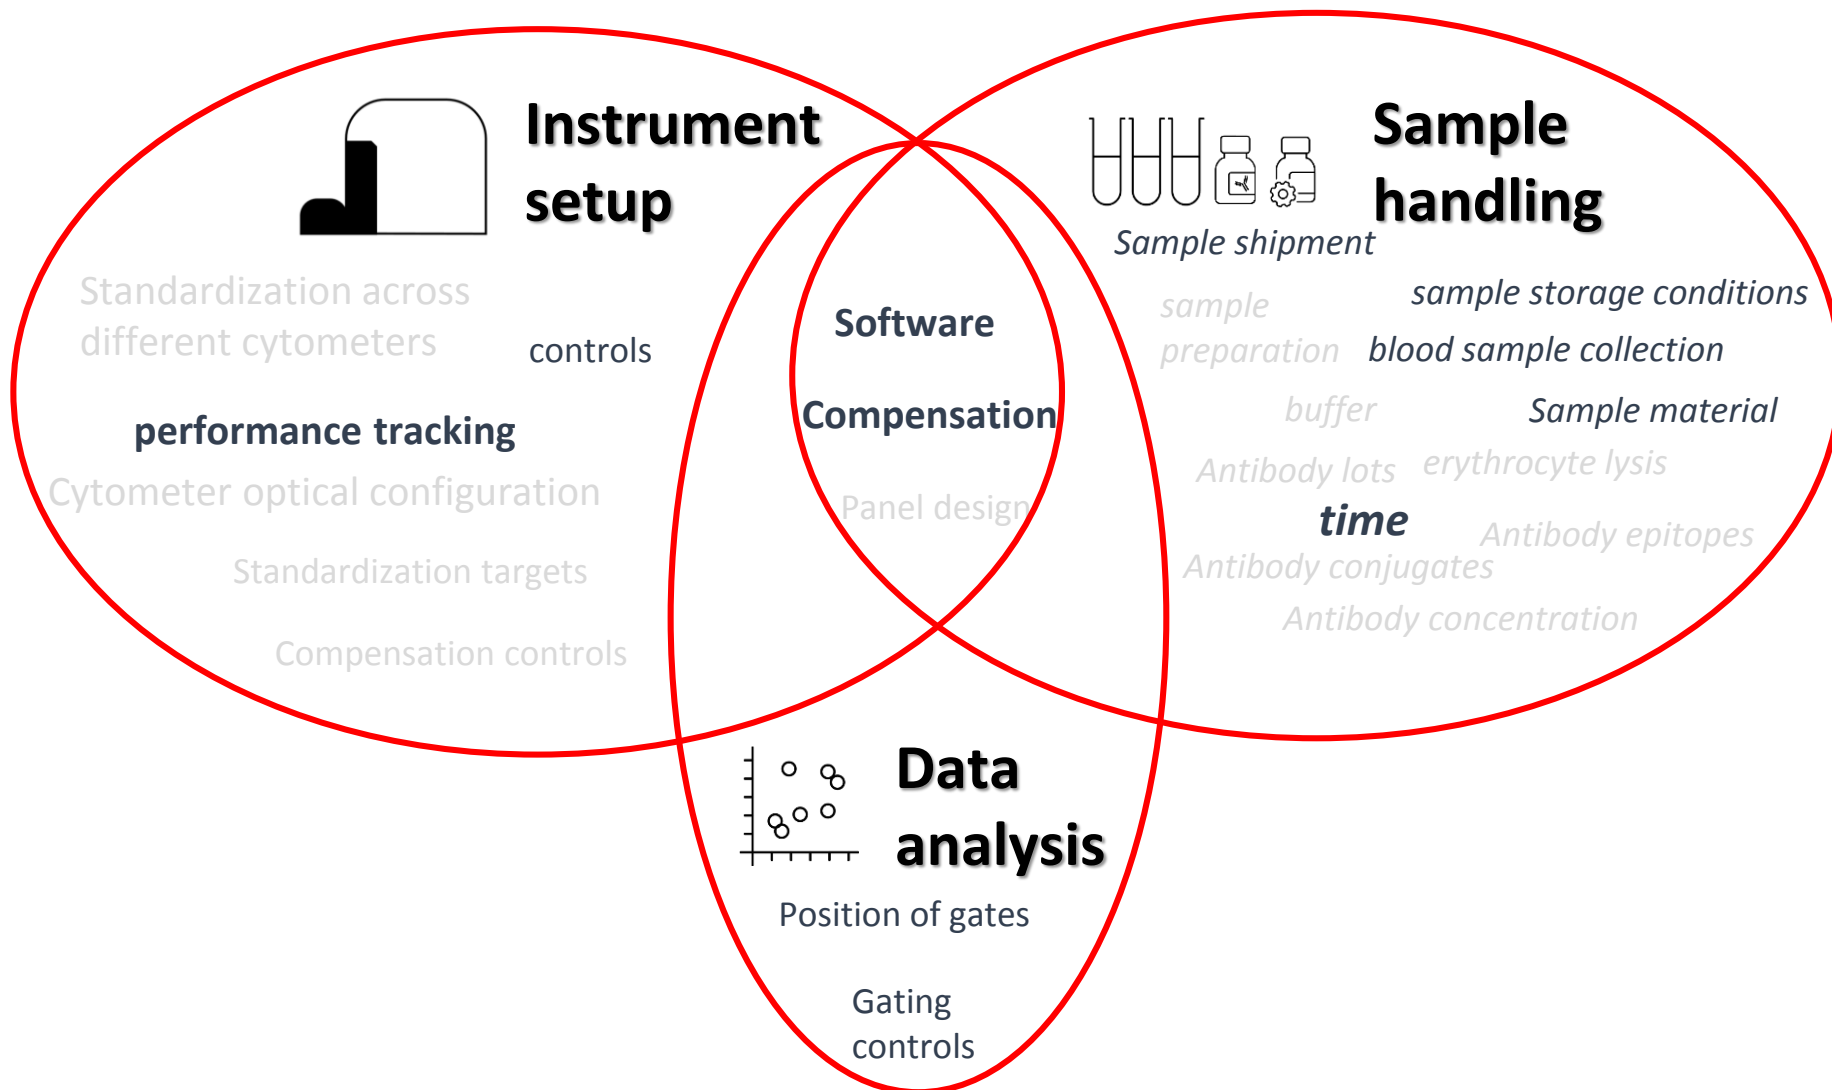 Instrument
setup
Standardization across
different cytometers
controls
performance tracking
Cytometer optical configuration
Standardization targets
Compensation controls
Software
Compensation
Panel design
Sample
handling
Sample shipment
sample
preparation
sample storage conditions
blood sample collection
buffer
Sample material
Antibody lots
erythrocyte lysis
time
Antibody epitopes
Antibody conjugates
Antibody concentration
Data
analysis
Position of gates
Gating
controls